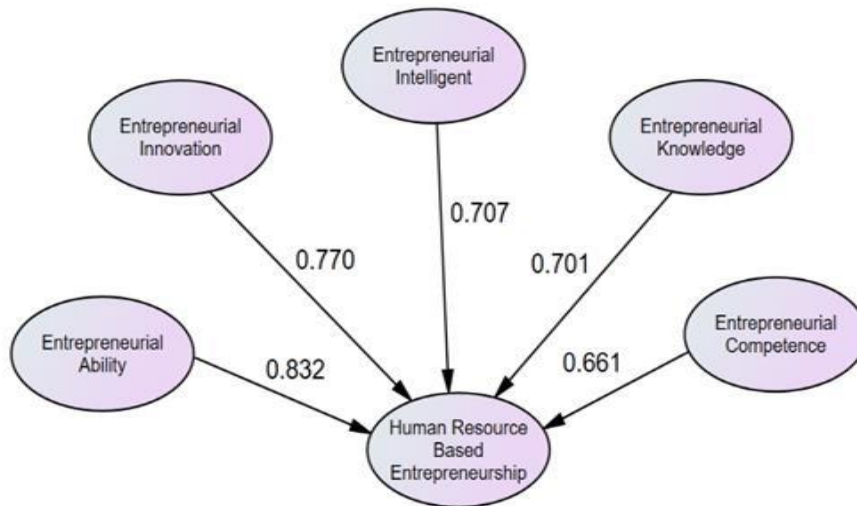 Entrepreneurial
Intelligent
Entrepreneurial
Innovation
Entrepreneurial
Knowledge
0.707
0.770
0.701
Entrepreneurial
Competence
Entrepreneurial
Ability
0.832
0.661
Human Resource
Based
Entrepreneurship